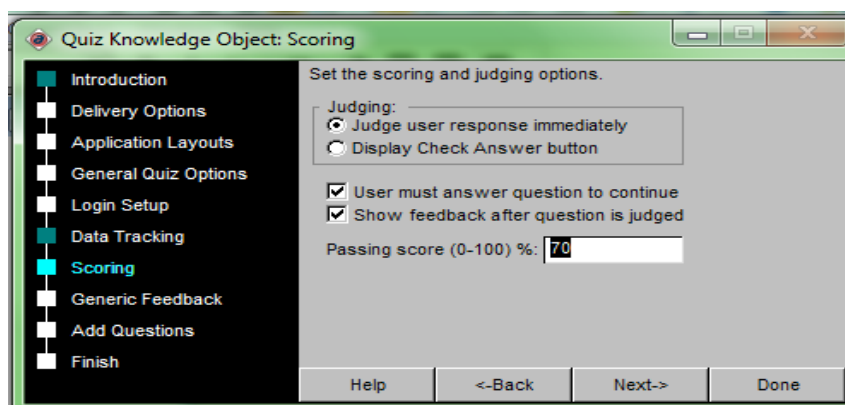 Quiz Knowledge Object: Scoring
Introduction
Delivery Options
Application Layouts
General Quiz Options
Login Setup
Data Tracking
Scoring
Generic Feedback
Add Questions
Finish
Set the scoring and judging options.
Judging:
Judge user response immediately
Display Check Answer button
User must answer question to continue
Show feedback after question is judged
Passing score (0-100) %: 70
Help <-Back Next-> Done